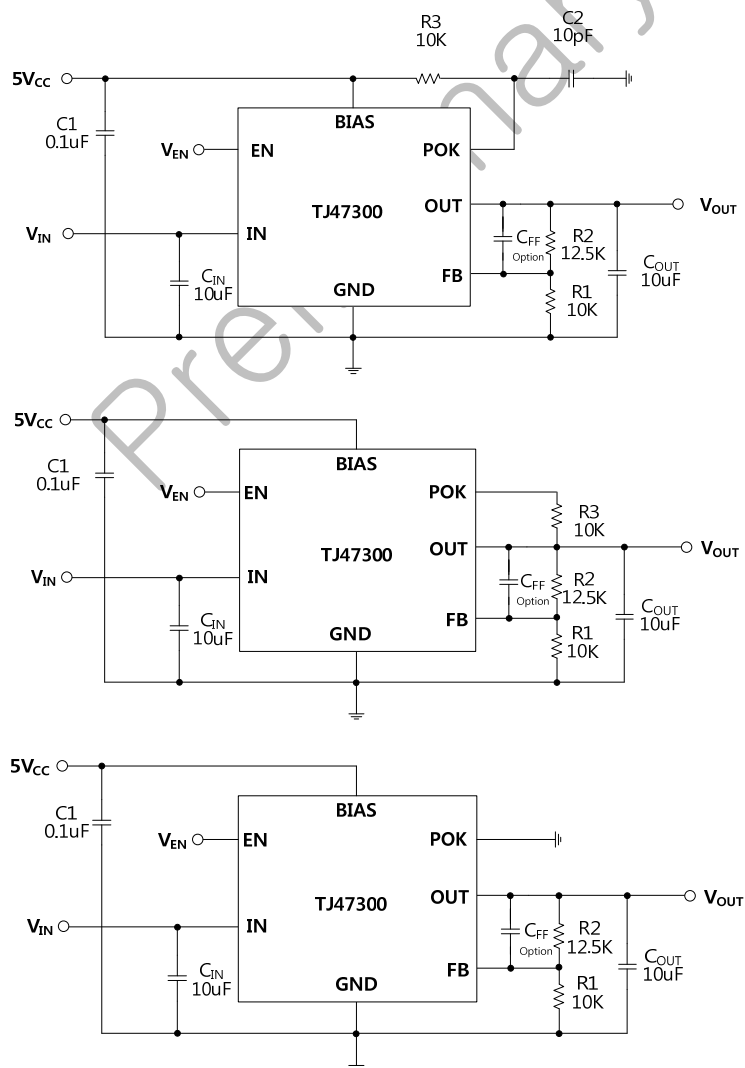 R3
10K
C2
10pF
5VCC
C1
0.1uF
BIAS
VEN
EN
POK
TJ47300
OUT
VOUT
VIN
IN
CFF
Option
R2
12.5K
CIN
10uF
FB
COUT
10uF
GND
R1
10K
Preliminary
5VCC
C1
0.1uF
BIAS
VEN
EN
POK
R3
10K
TJ47300
OUT
VOUT
VIN
IN
CFF
Option
R2
12.5K
CIN
10uF
FB
COUT
10uF
GND
R1
10K
5VCC
C1
0.1uF
BIAS
VEN
EN
POK
TJ47300
OUT
VOUT
VIN
IN
CFF
Option
R2
12.5K
CIN
10uF
FB
COUT
10uF
GND
R1
10K